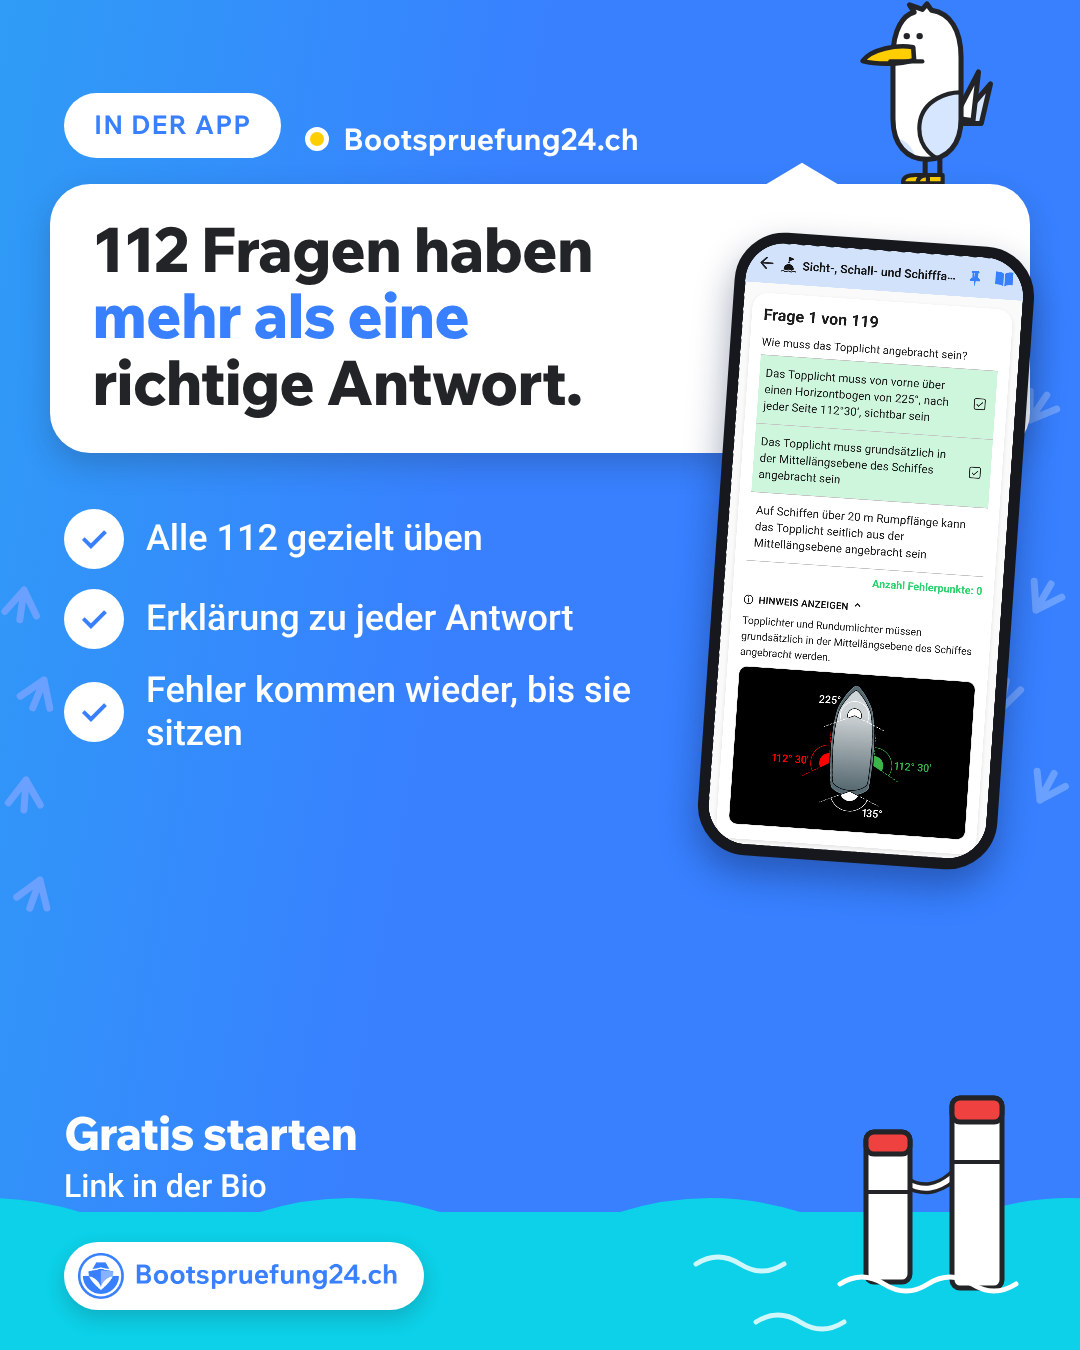 IN DER APP
Bootspruefung24.ch
112 Fragen haben
mehr als eine
richtige Antwort.
Alle 112 gezielt üben
Erklärung zu jeder Antwort
Fehler kommen wieder, bis sie
sitzen
Sicht-, Schall- und Schifffa...
Frage 1 von 119
Wie muss das Topplicht angebracht sein?
Das Topplicht muss von vorne über
einen Horizontbogen von 225°, nach
jeder Seite 112°30', sichtbar sein
Das Topplicht muss grundsätzlich in
der Mittellängsebene des Schiffes
angebracht sein
Auf Schiffen über 20 m Rumpflänge kann
das Topplicht seitlich aus der
Mittellängsebene angebracht sein
Anzahl Fehlerpunkte: 0
HINWEIS ANZEIGEN
Topplichter und Rundumlichter müssen
grundsätzlich in der Mittellängsebene des Schiffes
angebracht werden.
225°
112° 30'
112° 30'
135°
Gratis starten
Link in der Bio
Bootspruefung24.ch